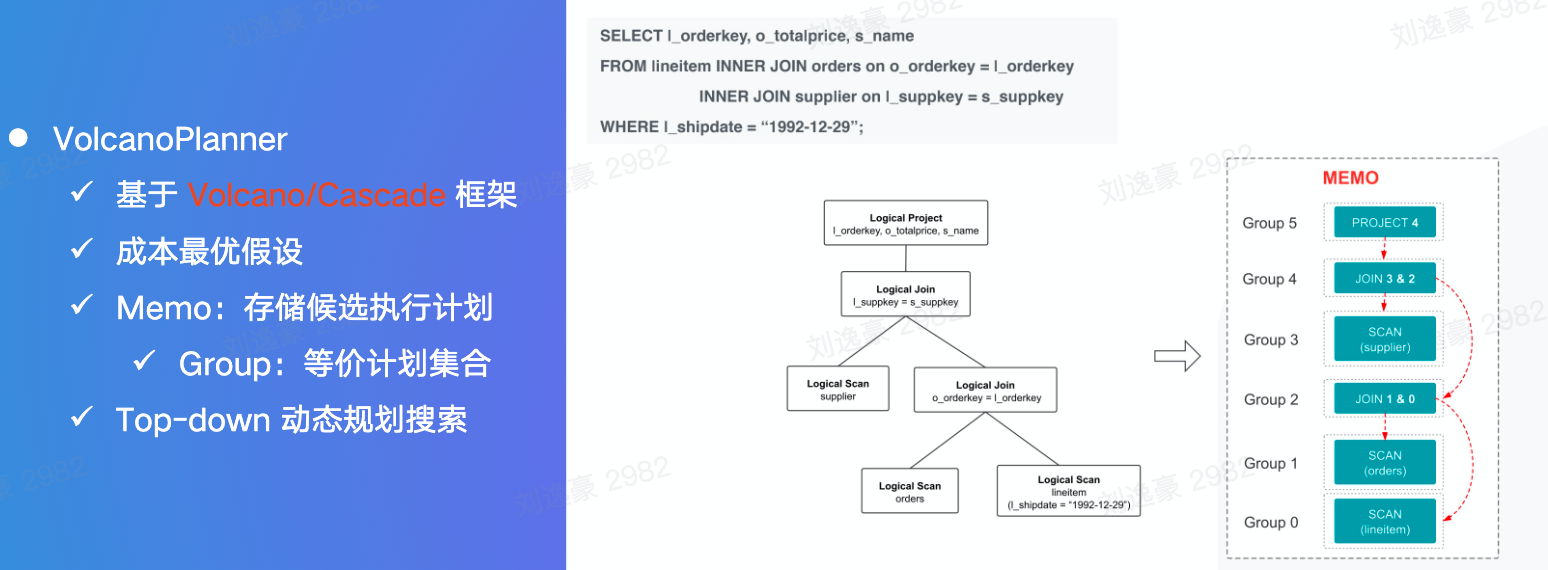 VolcanoPlanner
基于 Volcano/Cascade 框架
成本最优假设
Memo：存储候选执行计划
Group：等价计划集合
Top-down 动态规划搜索
SELECT l_orderkey, o_totalprice, s_name
FROM lineitem INNER JOIN orders on o_orderkey = l_orderkey
INNER JOIN supplier on l_suppkey = s_suppkey
WHERE l_shipdate = “1992-12-29”;
Logical Project
l_orderkey, o_totalprice, s_name
Logical Join
l_suppkey = s_suppkey
Logical Scan
supplier
Logical Join
o_orderkey = l_orderkey
Logical Scan
orders
Logical Scan
lineitem
(l_shipdate = “1992-12-29”)
MEMO
Group 5
PROJECT 4
Group 4
JOIN 3 & 2
Group 3
SCAN
(supplier)
Group 2
JOIN 1 & 0
Group 1
SCAN
(orders)
Group 0
SCAN
(lineitem)
刘逸豪 2982